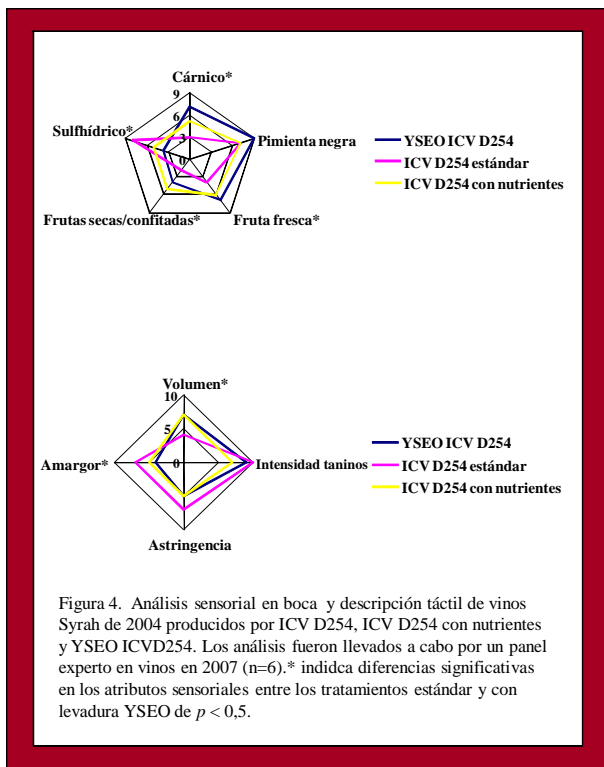 Cárnico*
9
6
3
0
Sulfhídrico*
Pimienta negra
Frutas secas/confitadas*
Fruta fresca*
YSEO ICV D254
ICV D254 estándar
ICV D254 con nutrientes
Volumen*
10
5
0
Amargor*
Intensidad taninos
Astringencia
YSEO ICV D254
ICV D254 estándar
ICV D254 con nutrientes
Figura 4. Análisis sensorial en boca y descripción táctil de vinos
Syrah de 2004 producidos por ICV D254, ICV D254 con nutrientes
y YSEO ICVD254. Los análisis fueron llevados a cabo por un panel
experto en vinos en 2007 (n=6).* indidca diferencias significativas
en los atributos sensoriales entre los tratamientos estándar y con
levadura YSEO de p < 0,5.